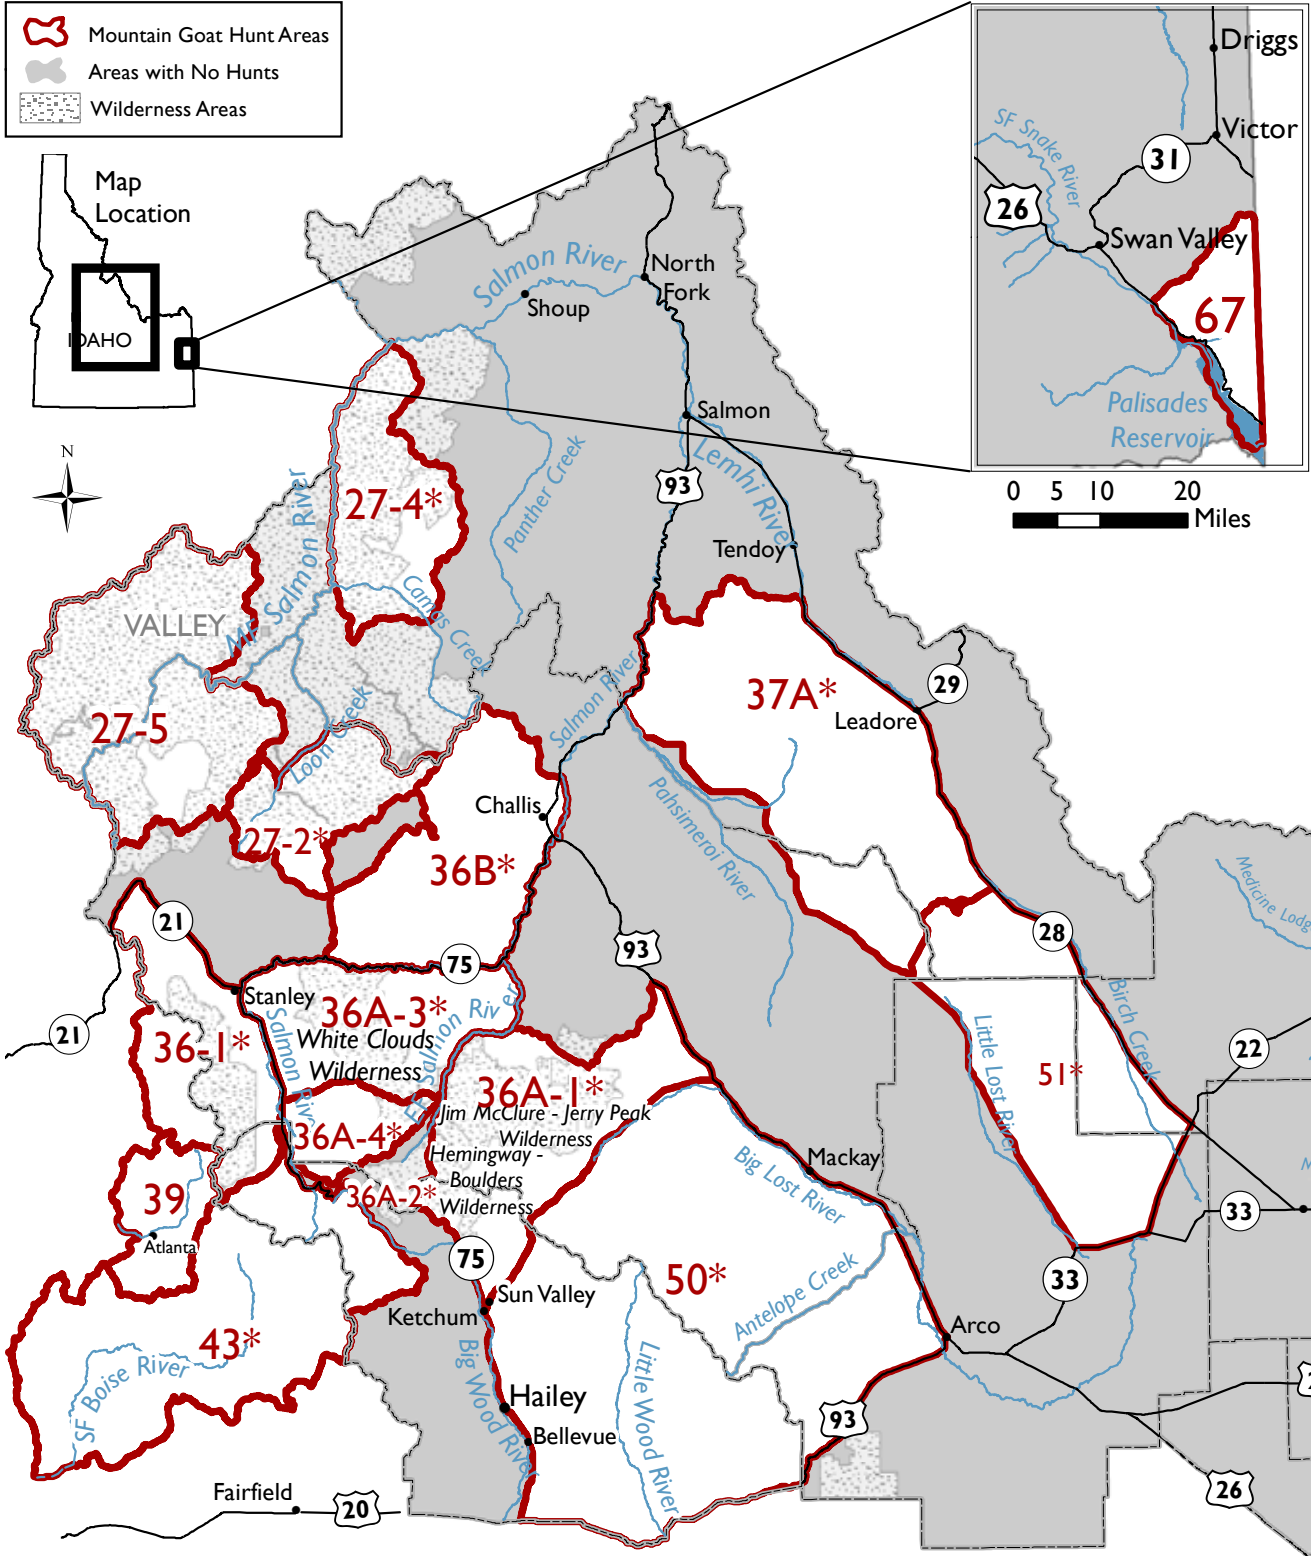 Mountain Goat Hunt Areas
Areas with No Hunts
Wilderness Areas
Map
Location
IDAHO
N
Driggs
Victor
SF Snake River
31
26
Swan Valley
67
Palisades
Reservoir
0 5 10 20
Miles
Salmon River
North
Fork
Shoup
Salmon
Lemhi River
93
Panther Creek
27-4*
MF Salmon River
Tendoy
Camas Creek
VALLEY
27-5
Loon Creek
Salmon River
37A*
29
Leadore
Pahsimeroi River
Challis
27-2*
36B*
Medicine Lodg
21
75
93
28
Stanley
36A-3*
White Clouds
Wilderness
EF Salmon River
Salmon River
21
36-1*
Birch Creek
22
Little Lost River
51*
36A-1*
Jim McClure - Jerry Peak
Wilderness
36A-4*
Hemingway -
Boulders
Wilderness
36A-2*
Mackay
Big Lost River
39
Atlanta
M
33
75
33
50*
Antelope Creek
Sun Valley
Ketchum
Arco
43*
SF Boise River
Big Wood River
Little Wood River
2
Hailey
93
Bellevue
Fairfield
20
26